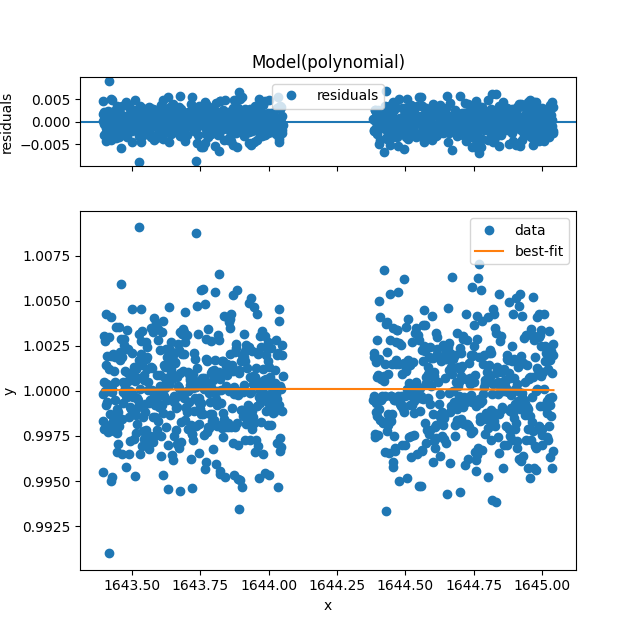 Model(polynomial)
residuals
0.005
0.000
−0.005
residuals
data
best-fit
1.0075
1.0050
1.0025
1.0000
0.9975
0.9950
0.9925
y
1643.50
1643.75
1644.00
1644.25
1644.50
1644.75
1645.00
x